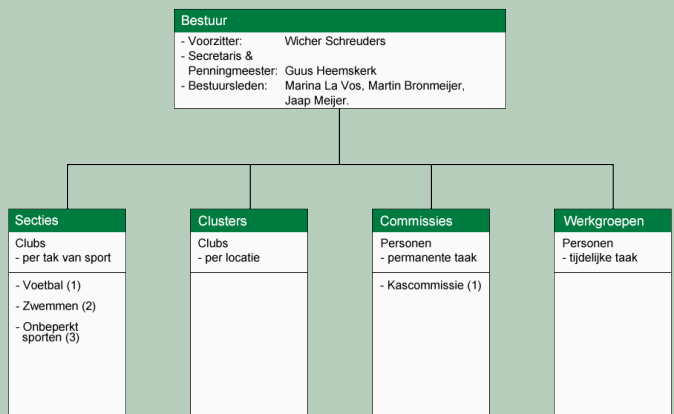 Bestuur
- Voorzitter: Wicher Schreuders
- Secretaris &
Penningmeester: Guus Heemskerk
- Bestuursleden: Marina La Vos, Martin Bronmeijer,
Jaap Meijer.
Secties
Clubs
- per tak van sport
- Voetbal (1)
- Zwemmen (2)
- Onbeperkt
sporten (3)
Clusters
Clubs
- per locatie
Commissies
Personen
- permanente taak
- Kascommissie (1)
Werkgroepen
Personen
- tijdelijke taak